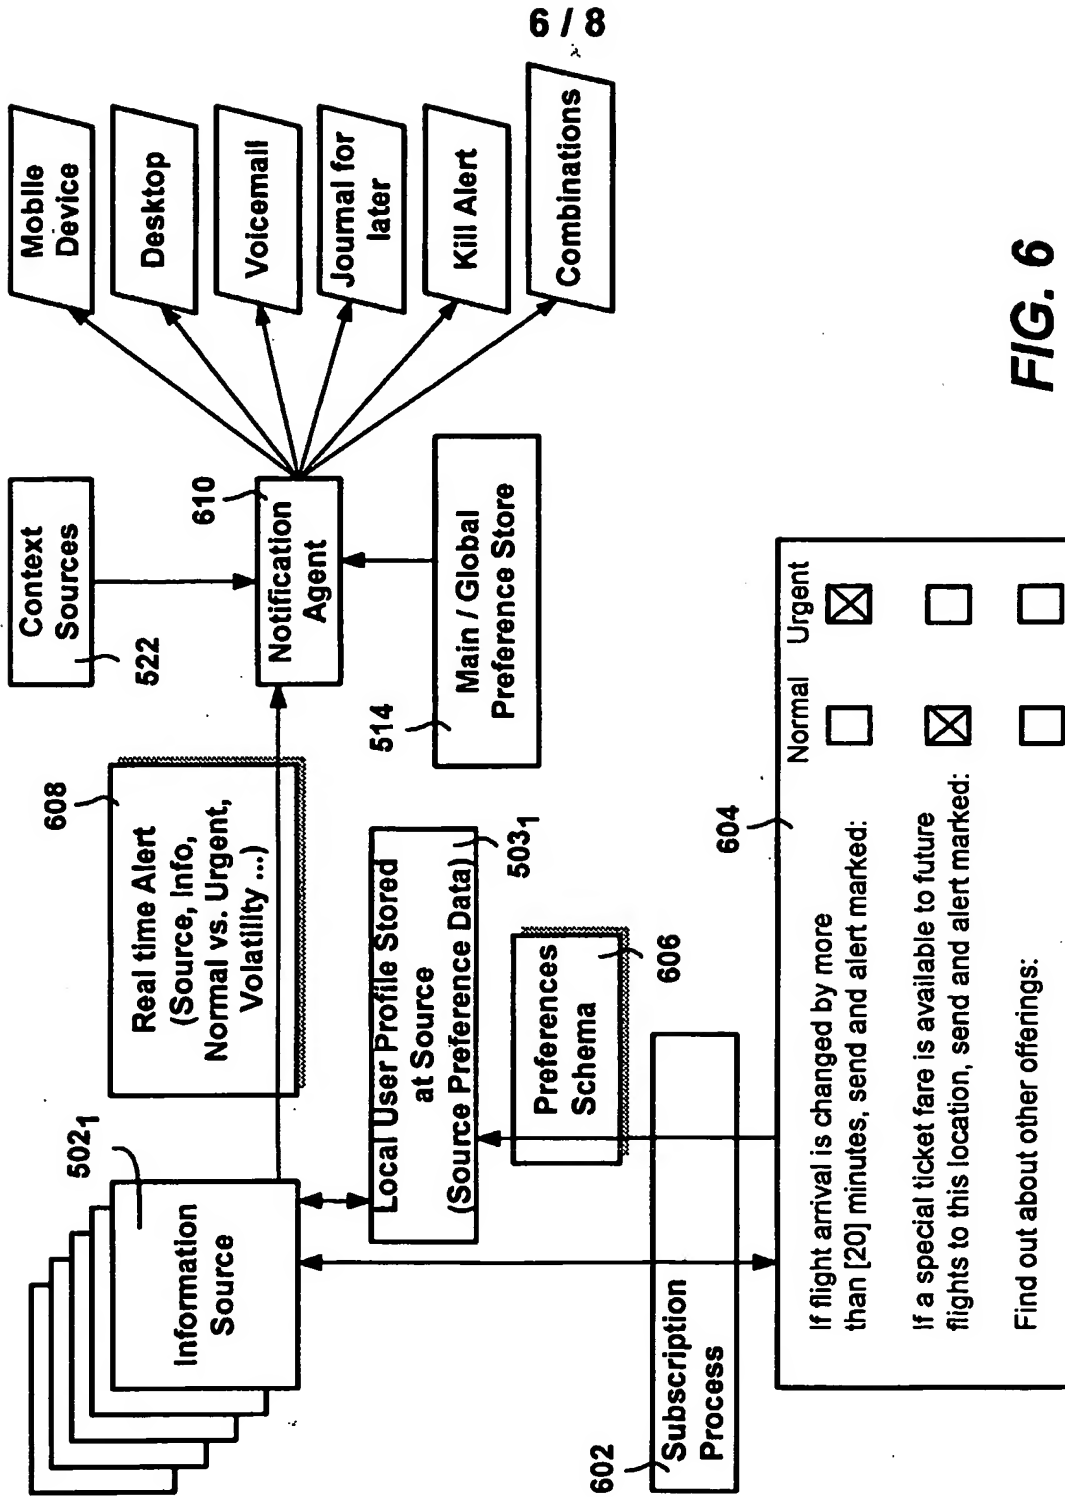 6 / 8
Mobile
Device
Desktop
Voicemail
Journal for
later
Kill Alert
Combinations
Context
Sources
522
610
Notification
Agent
514
Main / Global
Preference Store
608
Real time Alert
(Source, Info,
Normal vs. Urgent,
Volatility ...)
502₁
Information
Source
Local User Profile Stored
at Source
(Source Preference Data)
503₁
Preferences
Schema
606
602
Subscription
Process
604
Normal
Urgent
If flight arrival is changed by more
than [20] minutes, send and alert marked:
If a special ticket fare is available to future
flights to this location, send and alert marked:
Find out about other offerings:
FIG. 6